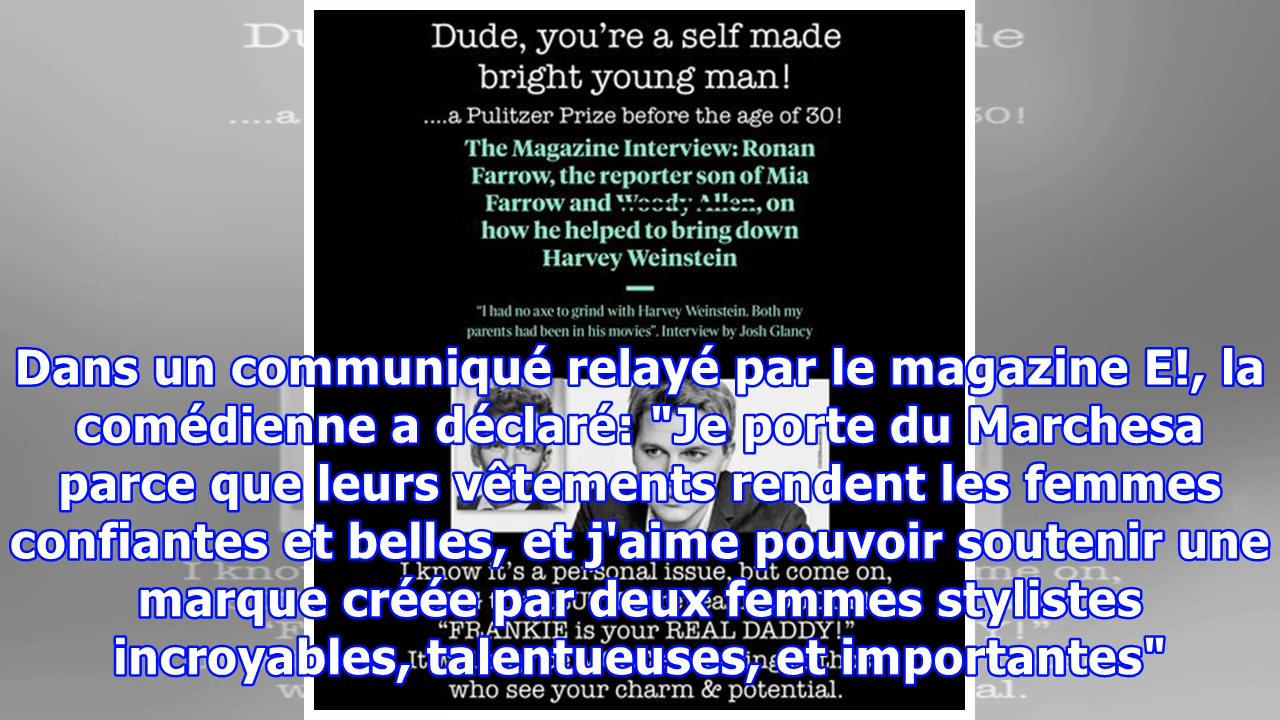 Dude, you're a self made
bright young man!
....a Pulitzer Prize before the age of 30!
The Magazine Interview: Ronan
Farrow, the reporter son of Mia
Farrow and Woody Allen, on
how he helped to bring down
Harvey Weinstein
“I had no axe to grind with Harvey Weinstein. Both my
parents had been in his movies”. Interview by Josh Glancy
Dans un communiqué relayé par le magazine E!, la
comédienne a déclaré: "Je porte du Marchesa
parce que leurs vêtements rendent les femmes
confiantes et belles, et j'aime pouvoir soutenir une
marque créée par deux femmes stylistes
incroyables, talentueuses, et importantes"
I know it's a personal issue, but come on,
“FRANKIE is your REAL DADDY!”
who see your charm & potential.